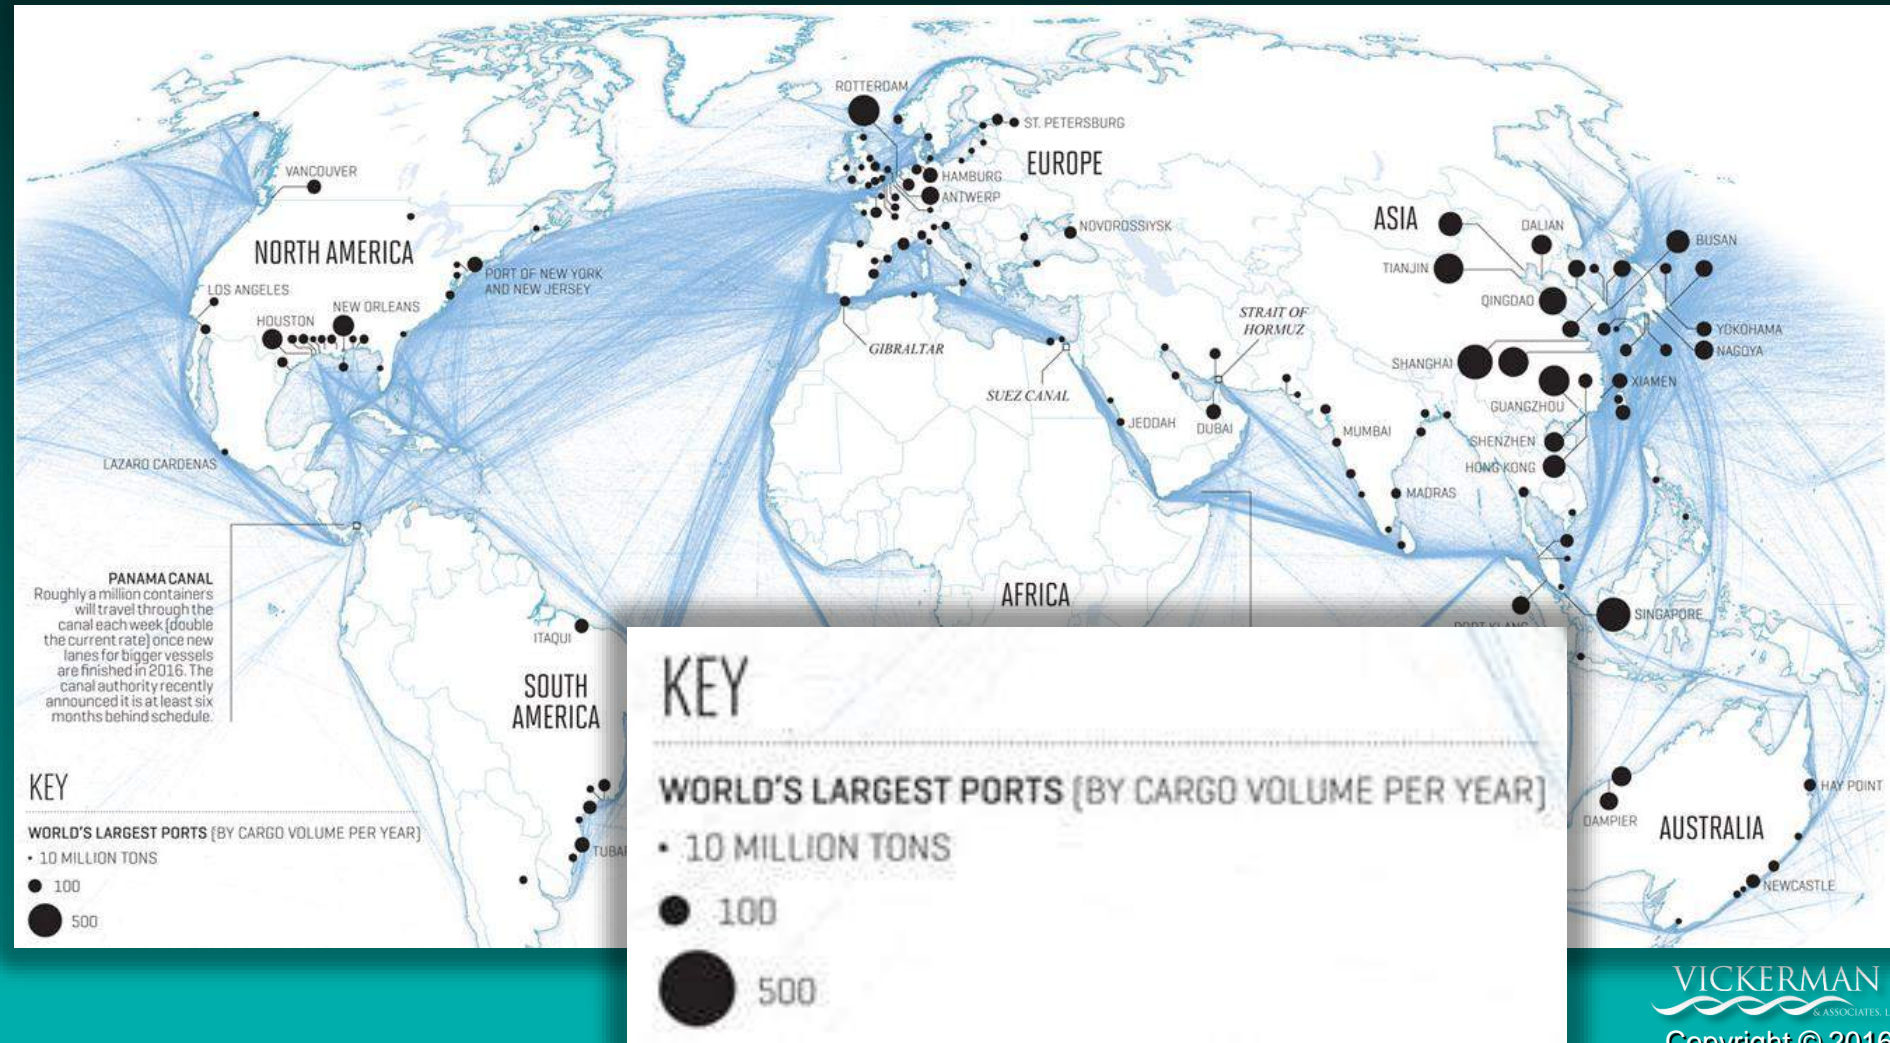 ROTTERDAM
ST. PETERSBURG
EUROPE
HAMBURG
ANTWERP
NOVOROSSIYSK
VANCOUVER
NORTH AMERICA
PORT OF NEW YORK
AND NEW JERSEY
LOS ANGELES
NEW ORLEANS
HOUSTON
LAZARO CARDENAS
GIBRALTAR
SUEZ CANAL
STRAIT OF
HORMUZ
JEDDAH
DUBAI
MUMBAI
MADRAS
ASIA
DALIAN
BUSAN
TIANJIN
QINGDAO
YOKOHAMA
NAGOYA
SHANGHAI
XIAMEN
GUANGZHOU
SHENZHEN
HONG KONG
AFRICA
PORT KLANG
SINGAPORE
PANAMA CANAL
Roughly a million containers
will travel through the
canal each week (double
the current rate) once new
lanes for bigger vessels
are finished in 2016. The
canal authority recently
announced it is at least six
months behind schedule.
ITAQUI
SOUTH
AMERICA
HAY POINT
DAMPIER
AUSTRALIA
NEWCASTLE
KEY
WORLD'S LARGEST PORTS (BY CARGO VOLUME PER YEAR)
10 MILLION TONS
100
500
KEY
WORLD'S LARGEST PORTS (BY CARGO VOLUME PER YEAR)
10 MILLION TONS
100
500
VICKERMAN
& ASSOCIATES, L
Copyright © 2016